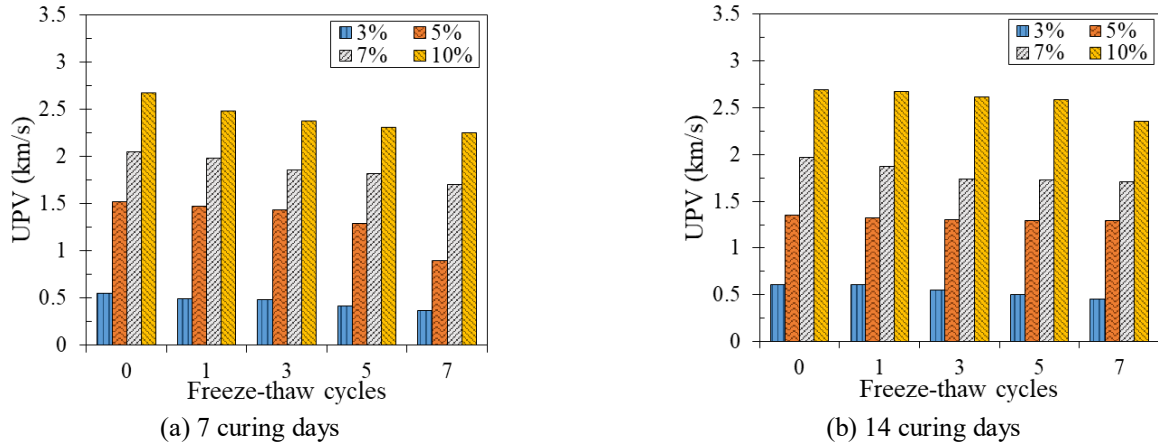 3.5
3
2.5
2
1.5
1
0.5
0
UPV (km/s)
3% 5%
7% 10%
0 1 3 5 7
Freeze-thaw cycles
(a) 7 curing days
3.5
3
2.5
2
1.5
1
0.5
0
UPV (km/s)
3% 5%
7% 10%
0 1 3 5 7
Freeze-thaw cycles
(b) 14 curing days